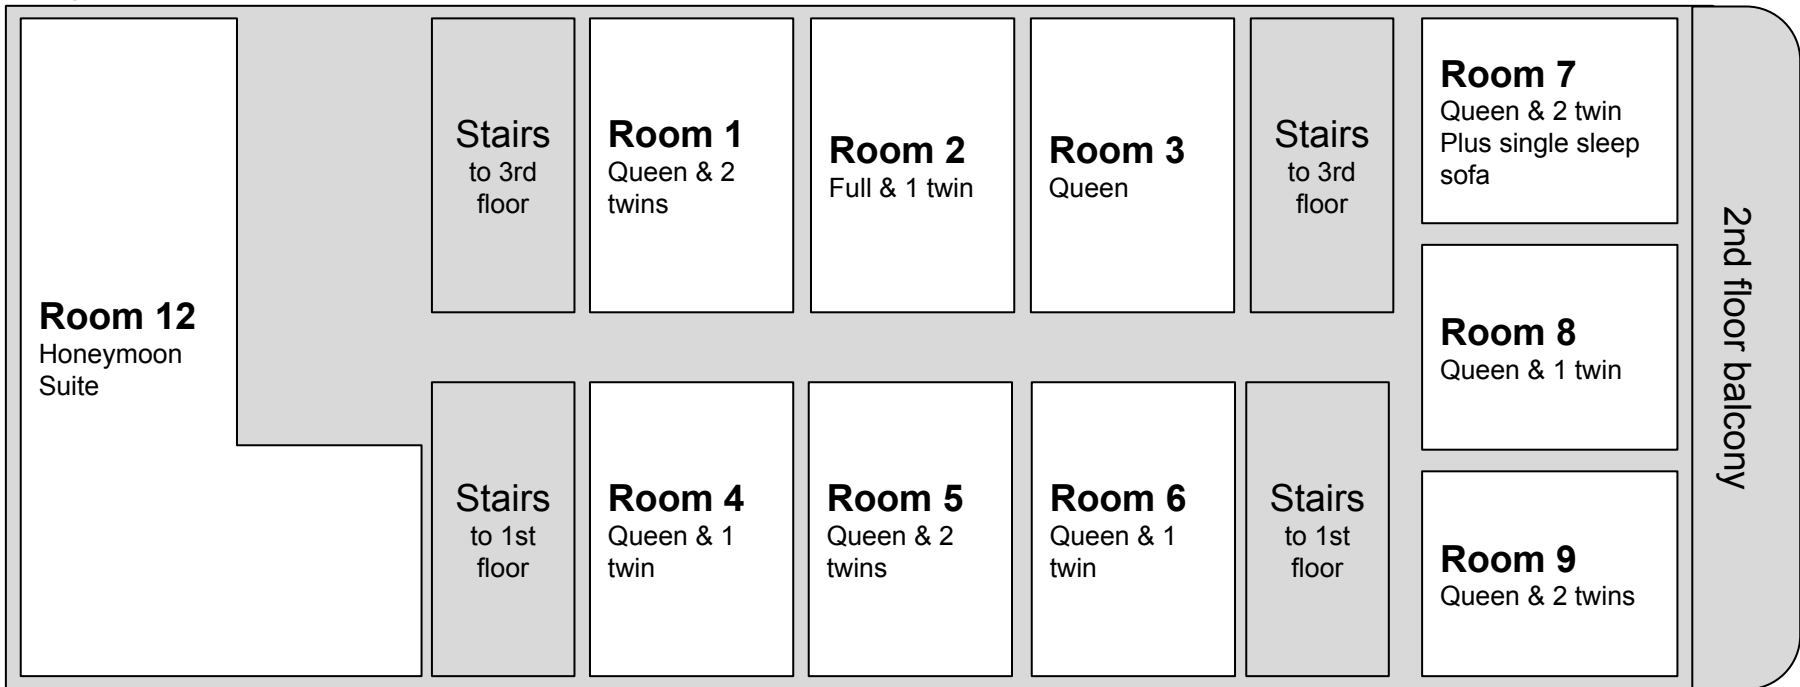 Room 12
Honeymoon
Suite
Stairs
to 3rd
floor
Room 1
Queen & 2
twins
Room 2
Full & 1 twin
Room 3
Queen
Stairs
to 3rd
floor
Room 7
Queen & 2 twin
Plus single sleep
sofa
Stairs
to 1st
floor
Room 4
Queen & 1
twin
Room 5
Queen & 2
twins
Room 6
Queen & 1
twin
Stairs
to 1st
floor
Room 8
Queen & 1 twin
Room 9
Queen & 2 twins
2nd floor balcony